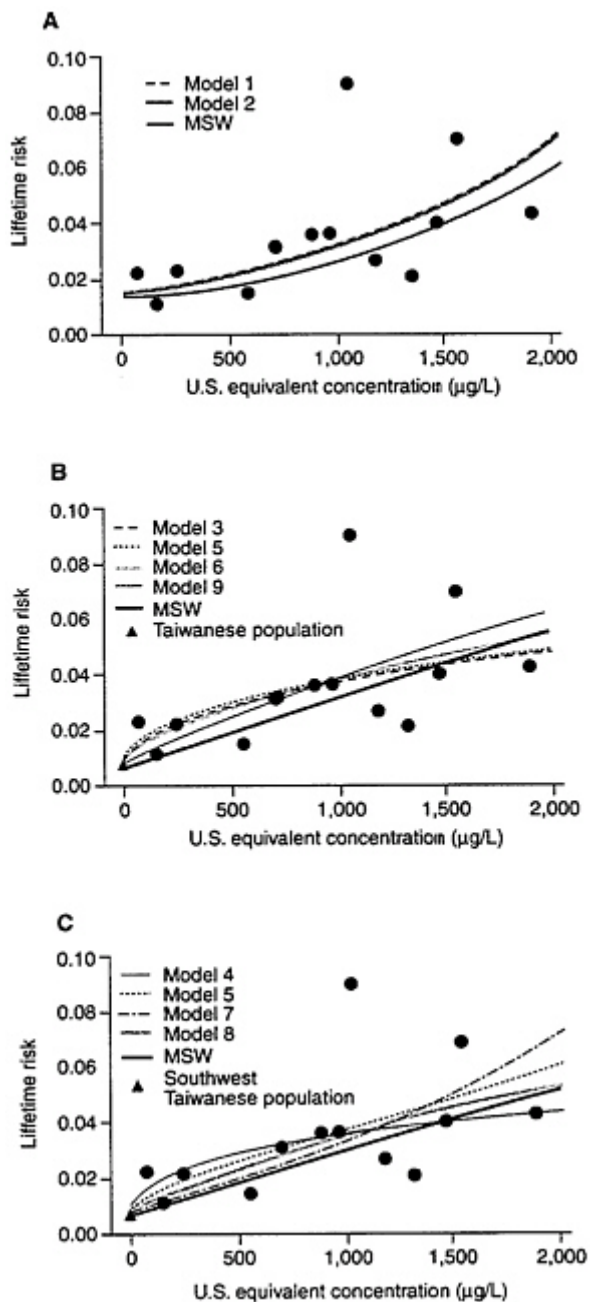 A
0.10
0.08
0.06
0.04
0.02
0.00
Liffetime risk
Model 1
Model 2
MSW
0
500
1,000
1,500
2,000
U.S. equivalent concentration (µg/L)
B
0.10
0.08
0.06
0.04
0.02
0.00
Liffetime risk
Model 3
Model 5
Model 6
Model 9
MSW
Taiwanese population
0
500
1,000
1,500
2,000
U.S. equivalent concentration (µg/L)
C
0.10
0.08
0.06
0.04
0.02
0.00
Liffetime risk
Model 4
Model 5
Model 7
Model 8
MSW
Southwest
Taiwanese population
0
500
1,000
1,500
2,000
U.S. equivalent concentration (µg/L)